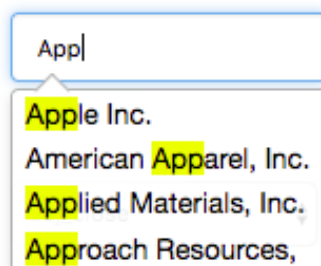 App
Apple Inc.
American Apparel, Inc.
Applied Materials, Inc.
Approach Resources,